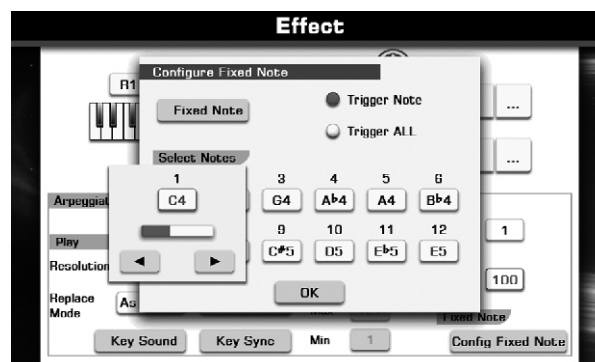 Effect
Configure Fixed Note
R1
Fixed Note
Trigger Note
...
Trigger ALL
Select Notes
...
1 3 4 5 6
C4 G4 A♭4 A4 B♭4
Arpeggiat
9 10 11 12
1
Play
C#5 D5 E♭5 E5
Resolution
◄ ►
100
OK
Replace
Mode
As
Fixed Note
Key Sound Key Sync Min 1 Config Fixed Note